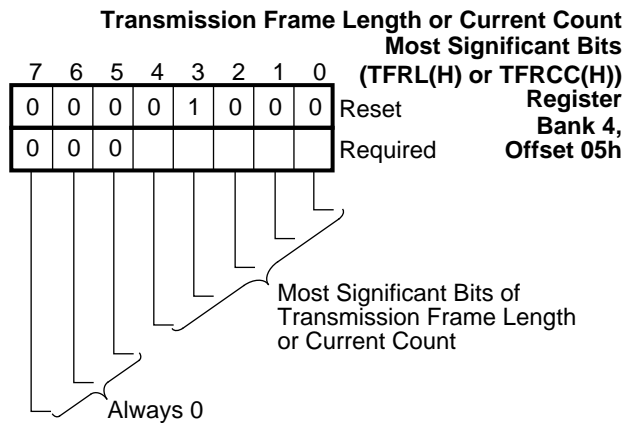 Transmission Frame Length or Current Count
Most Significant Bits
(TFRL(H) or TFRCC(H))
Register
Bank 4,
Offset 05h
7 6 5 4 3 2 1 0
0 0 0 0 1 0 0 0 Reset
0 0 0 Required
Most Significant Bits of
Transmission Frame Length
or Current Count
Always 0